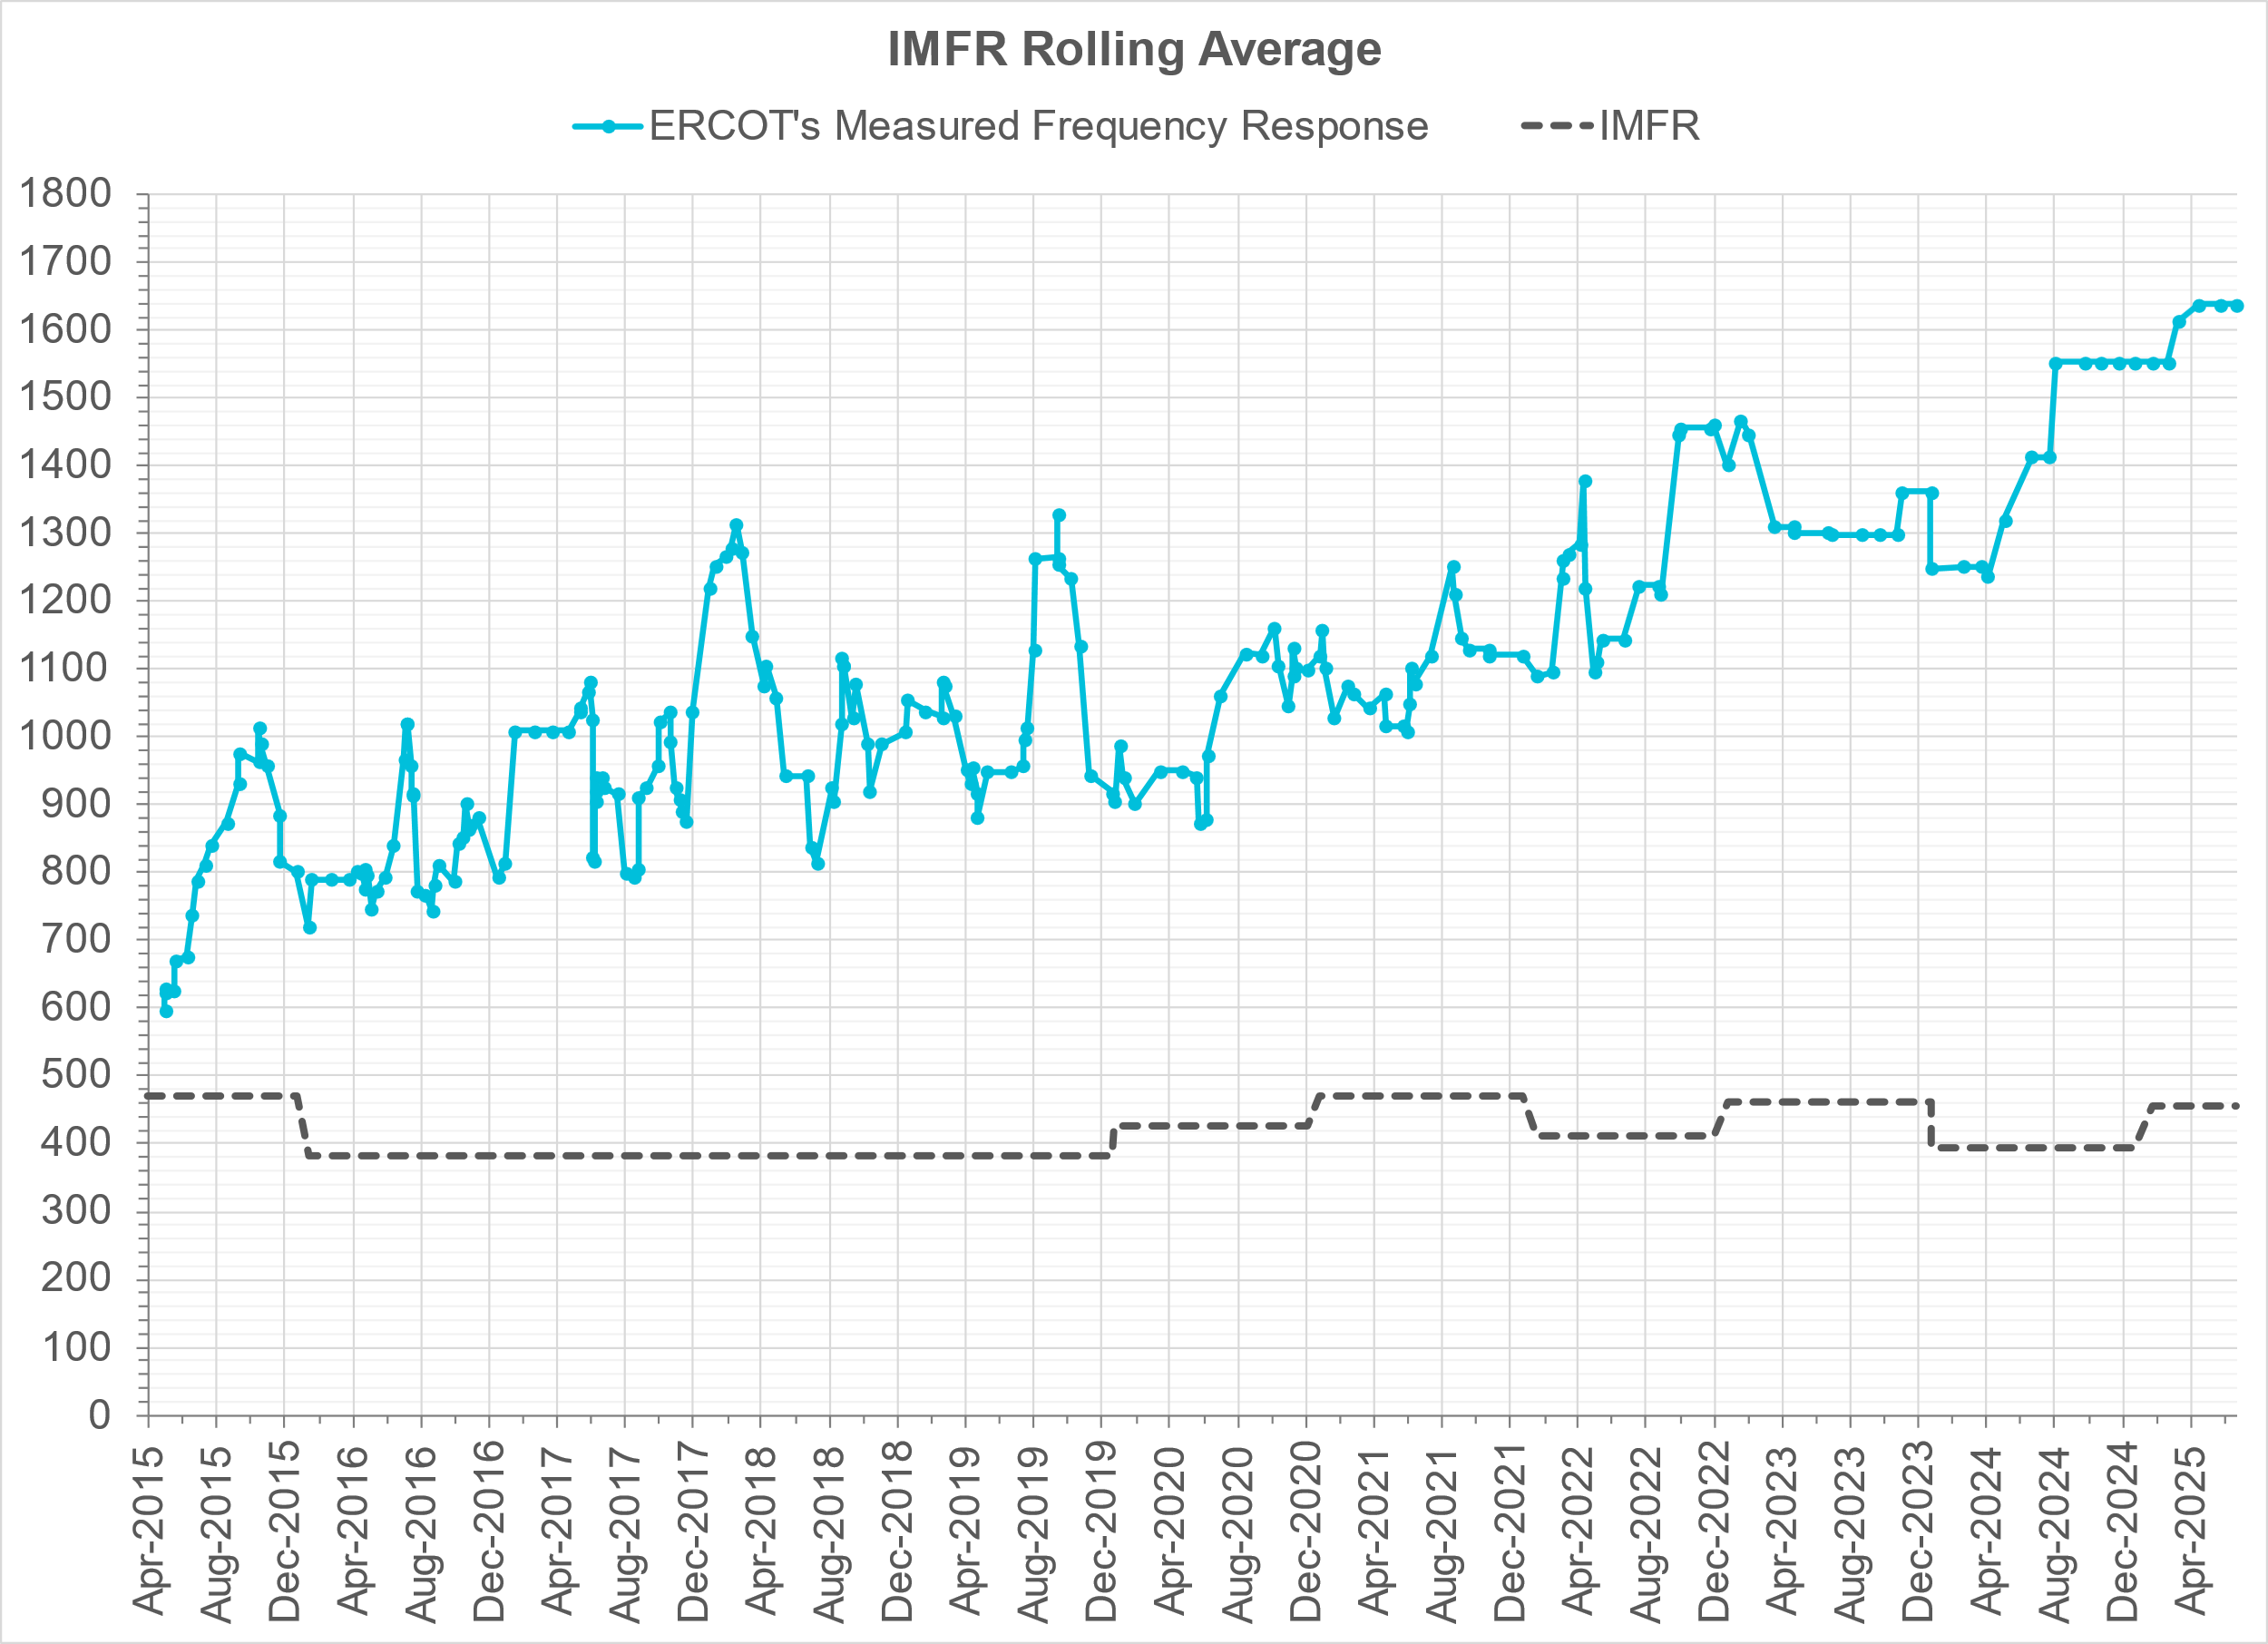 IMFR Rolling Average
ERCOT's Measured Frequency Response IMFR
1800
1700
1600
1500
1400
1300
1200
1100
1000
900
800
700
600
500
400
300
200
100
0
Apr-2015
Aug-2015
Dec-2015
Apr-2016
Aug-2016
Dec-2016
Apr-2017
Aug-2017
Dec-2017
Apr-2018
Aug-2018
Dec-2018
Apr-2019
Aug-2019
Dec-2019
Apr-2020
Aug-2020
Dec-2020
Apr-2021
Aug-2021
Dec-2021
Apr-2022
Aug-2022
Dec-2022
Apr-2023
Aug-2023
Dec-2023
Apr-2024
Aug-2024
Dec-2024
Apr-2025